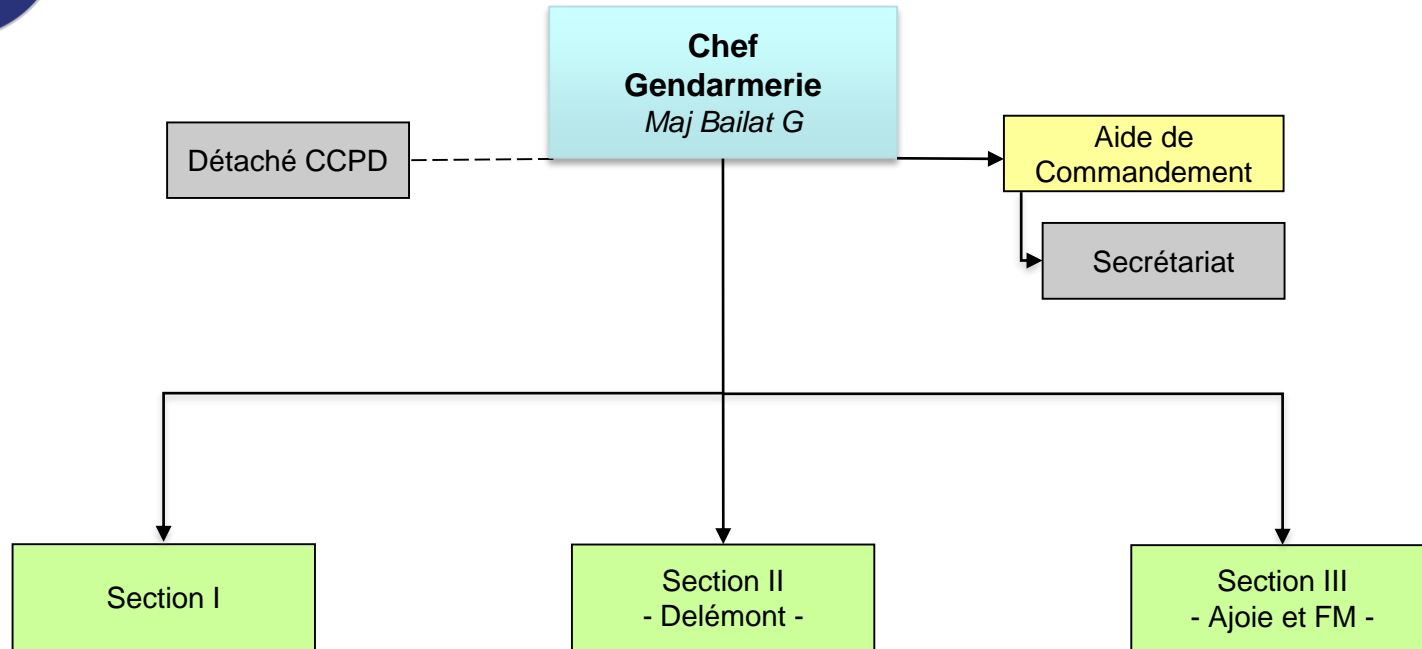 Chef
Gendarmerie
Maj Bailat G
Détaché CCPD
Aide de
Commandement
Secrétariat
Section I
Section II
- Delémont -
Section III
- Ajoie et FM -